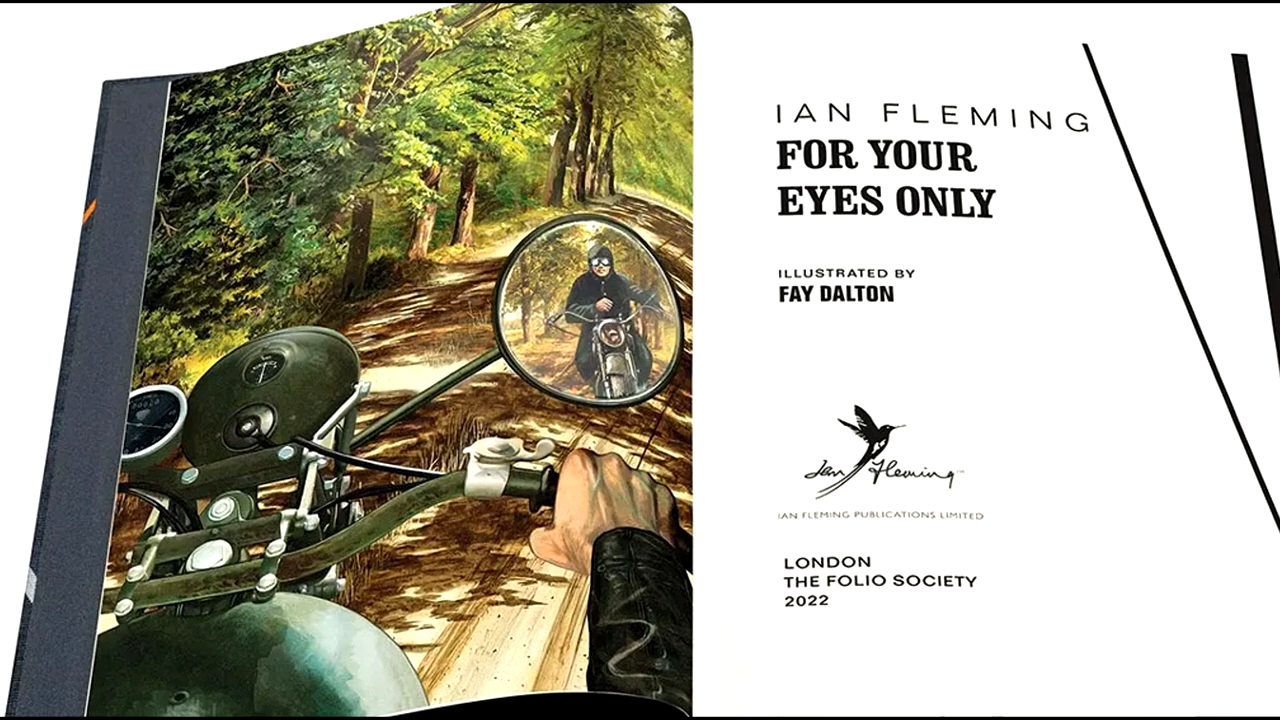 IAN FLEMING
FOR YOUR
EYES ONLY
ILLUSTRATED BY
FAY DALTON
Ian Fleming
IAN FLEMING PUBLICATIONS LIMITED
LONDON
THE FOLIO SOCIETY
2022